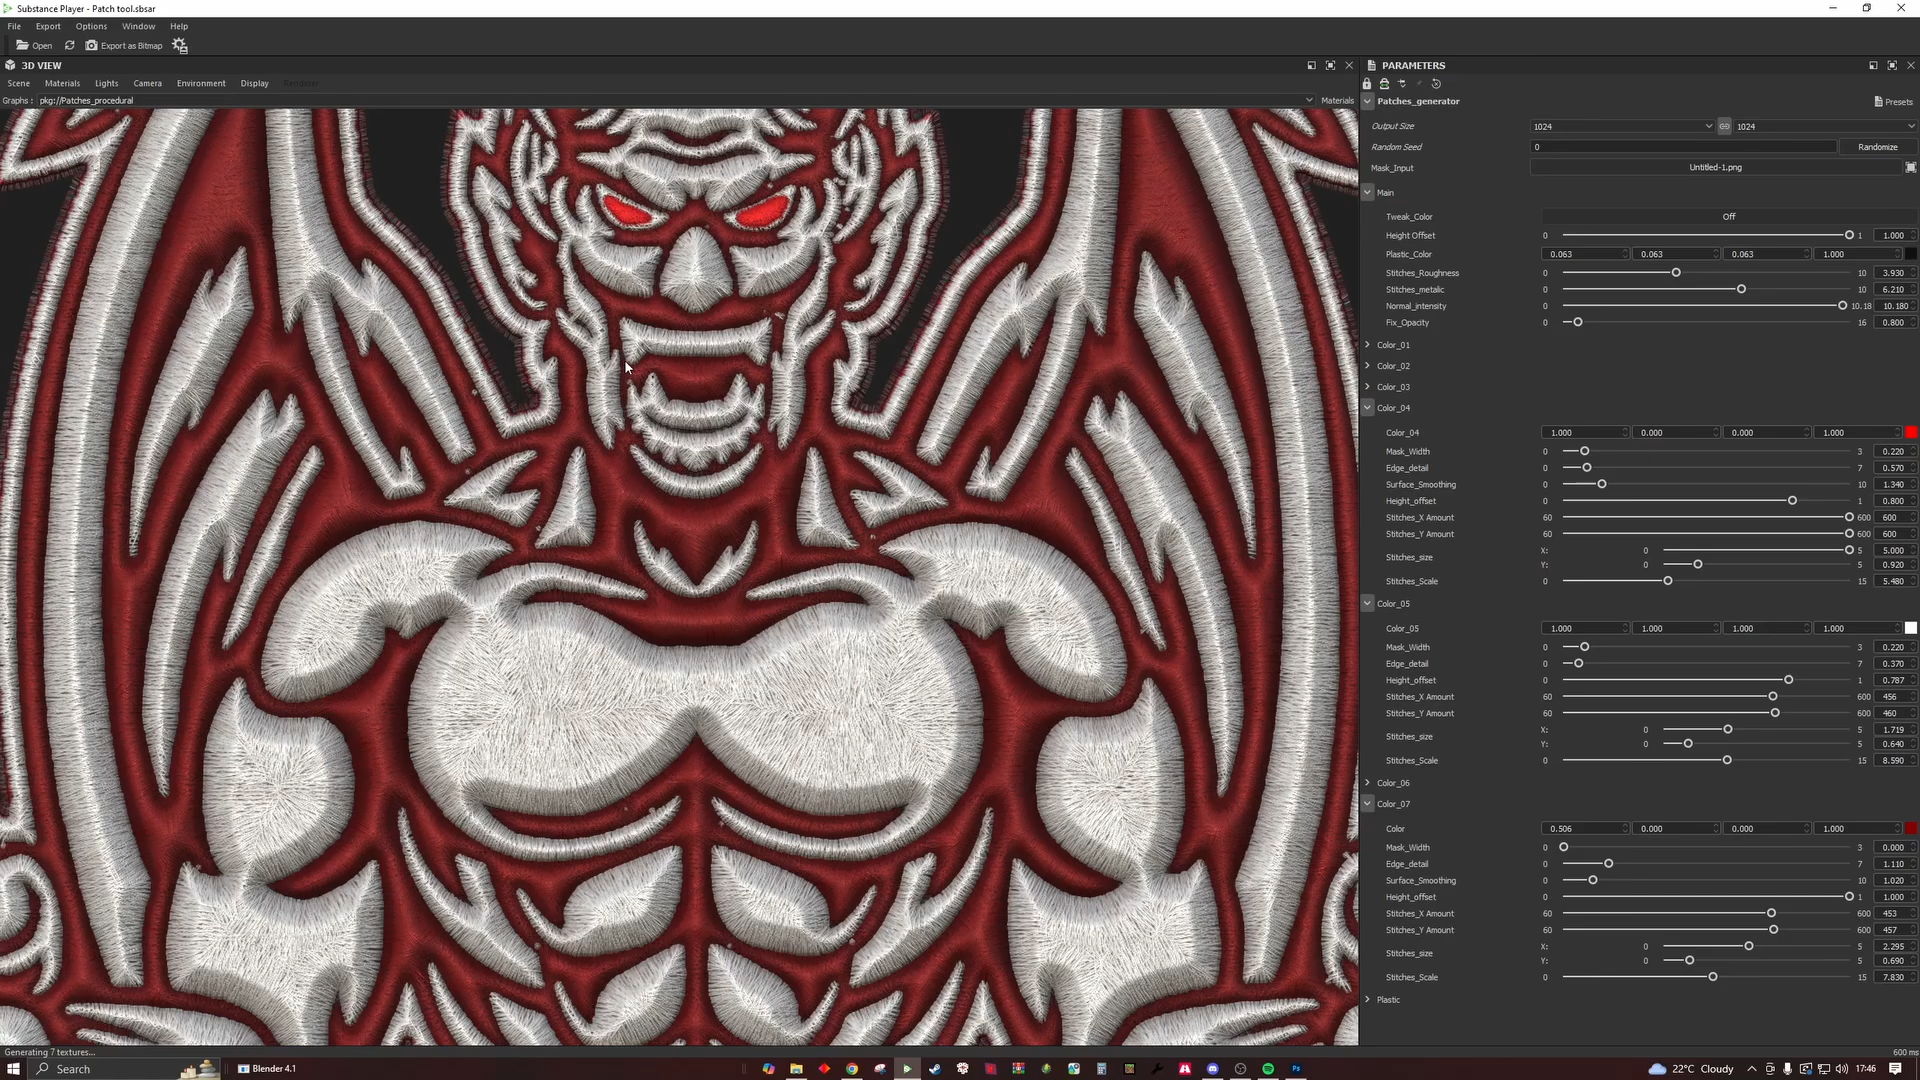 Substance Player - Patch tool.sbsar
File Export Options Window Help
Open Export as Bitmap
3D VIEW
Scene Materials Lights Camera Environment Display Renderer
Graphs : pkg://Patches_procedural Materials
PARAMETERS
Patches_generator Presets
Output Size 1024 1024
Random Seed 0 Randomize
Mask_Input Untitled-1.png
Main
Tweak_Color Off
Height Offset 0 1 1.000
Plastic_Color 0.063 0.063 0.063 1.000
Stitches_Roughness 0 10 3.930
Stitches_metalic 0 10 6.210
Normal_intensity 0 10.18 10.180
Fix_Opacity 0 16 0.800
Color_01
Color_02
Color_03
Color_04
Color_04 1.000 0.000 0.000 1.000
Mask_Width 0 3 0.220
Edge_detail 0 7 0.570
Surface_Smoothing 0 10 1.340
Height_offset 0 1 0.800
Stitches_X Amount 60 600 600
Stitches_Y Amount 60 600 600
Stitches_size X: 0 5 5.000
Y: 0 5 0.920
Stitches_Scale 0 15 5.480
Color_05
Color_05 1.000 1.000 1.000 1.000
Mask_Width 0 3 0.220
Edge_detail 0 7 0.370
Height_offset 0 1 0.787
Stitches_X Amount 60 600 456
Stitches_Y Amount 60 600 460
Stitches_size X: 0 5 1.719
Y: 0 5 0.640
Stitches_Scale 0 15 8.590
Color_06
Color_07
Color 0.506 0.000 0.000 1.000
Mask_Width 0 3 0.000
Edge_detail 0 7 1.110
Surface_Smoothing 0 10 1.020
Height_offset 0 1 1.000
Stitches_X Amount 60 600 453
Stitches_Y Amount 60 600 457
Stitches_size X: 0 5 2.295
Y: 0 5 0.690
Stitches_Scale 0 15 7.830
Plastic
Generating 7 textures... 600 ms
Search Blender 4.1 22°C Cloudy 17:46